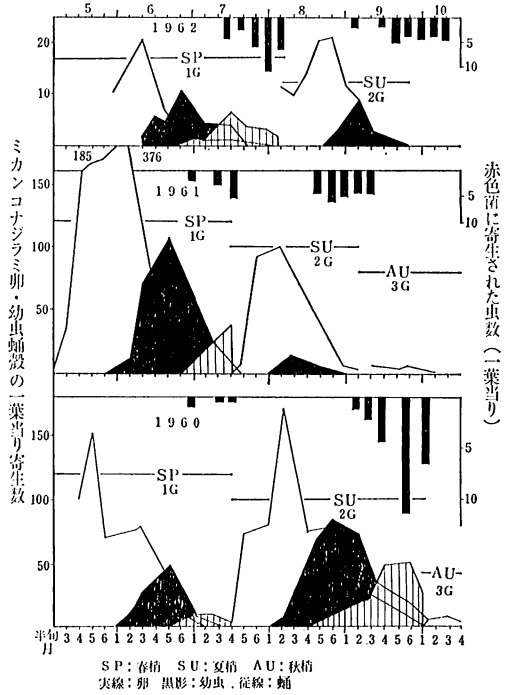 5 6 7 8 9 10
1962
SP
1G
SU
2G
20
10
5
10
185 376
1961
SP
1G
SU
2G
AU
3G
150
100
50
5
10
1960
SP
1G
SU
2G
AU
3G
150
100
50
5
10
ミカンコナジラミ卵・幼虫蛹殻の一葉当り寄生数
赤色菌に寄生された虫数（一葉当り）
半旬 3 4 5 6 1 2 3 4 5 6 1 2 3 4 5 6 1 2 3 4 5 6 1 2 3 4 5 6 1 2 3 4
月
SP：春梢 SU：夏梢 AU：秋梢
実線：卵 黒影：幼虫．従線：蛹